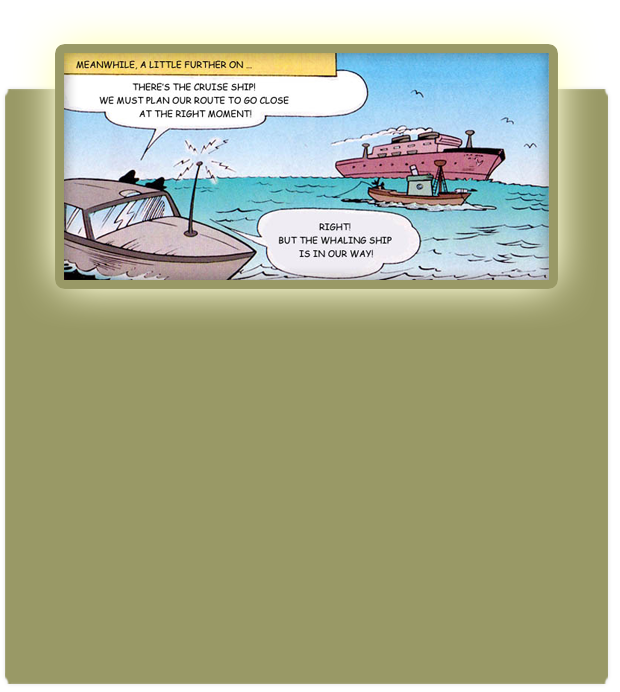 MEANWHILE, A LITTLE FURTHER ON ...
THERE'S THE CRUISE SHIP!
WE MUST PLAN OUR ROUTE TO GO CLOSE
AT THE RIGHT MOMENT!
RIGHT!
BUT THE WHALING SHIP
IS IN OUR WAY!